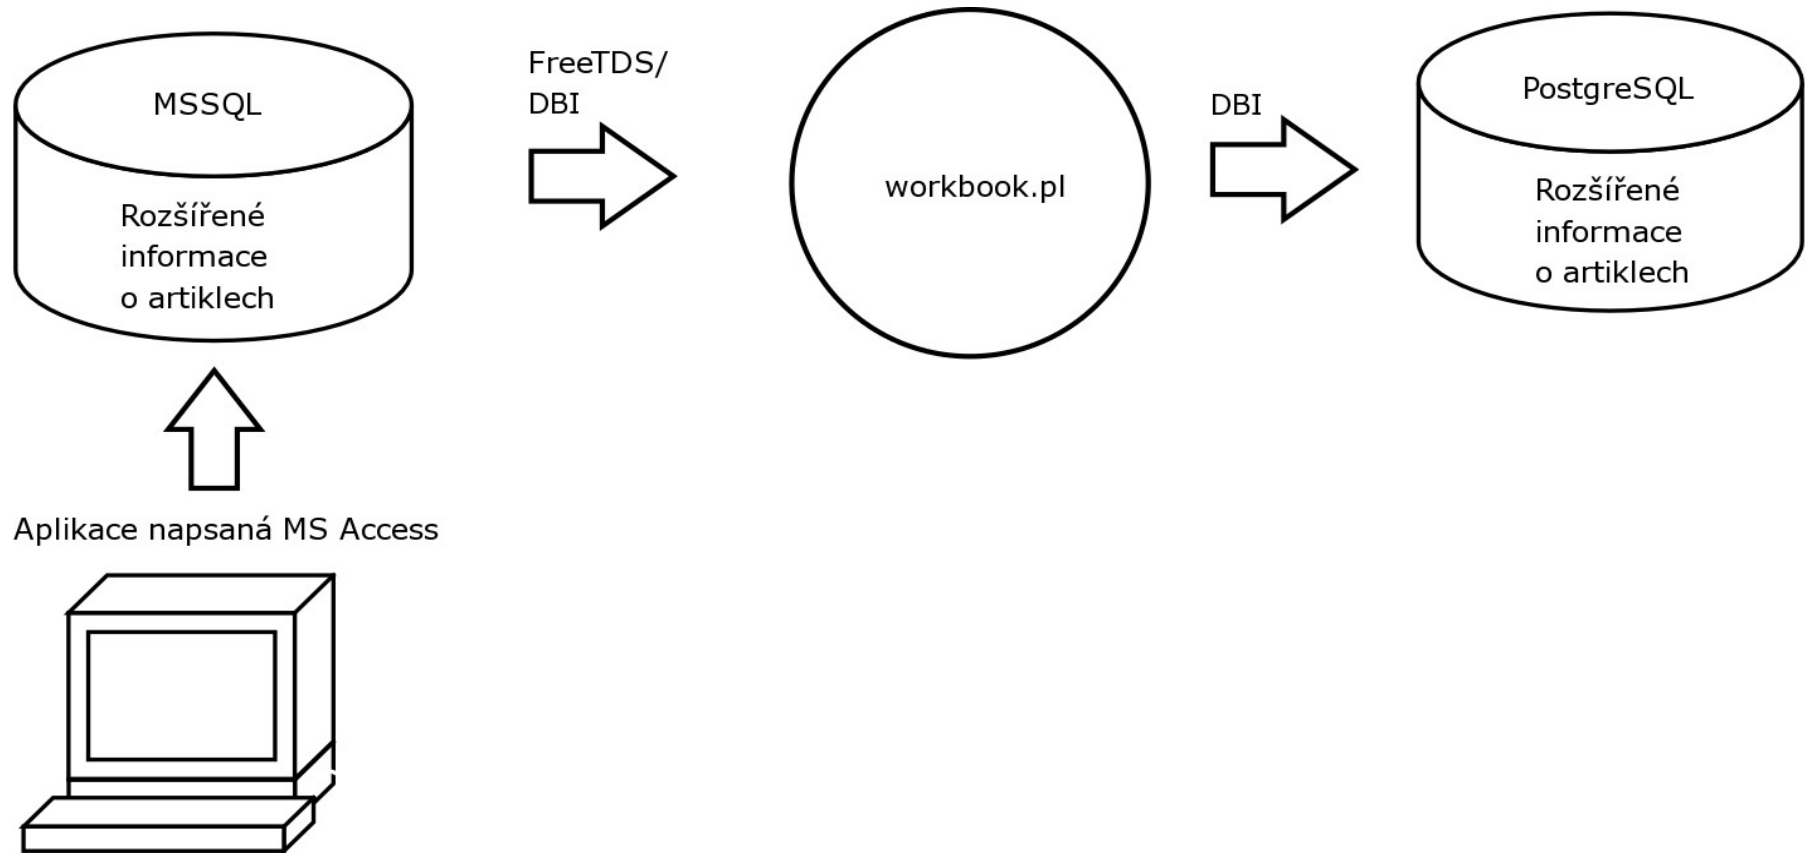 MSSQL
Rozšířené
informace
o artiklech
FreeTDS/
DBI
workbook.pl
DBI
PostgreSQL
Rozšířené
informace
o artiklech
Aplikace napsaná MS Access